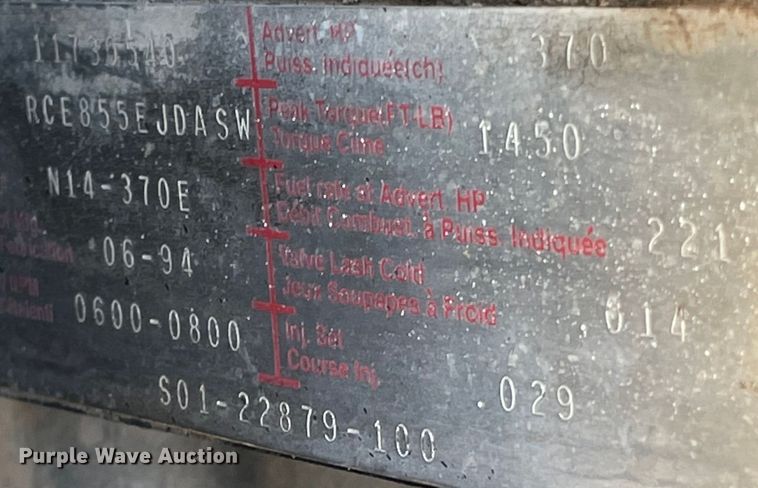 11730540 Advert. HP 370
Puiss. indiquée(ch)
RCE855EJDASW Peak Torque(FT-LB) 1450
Torque Cime
N14-370E Fuel rate at Advert. HP
Débit Combust. à Puiss. Indiquée 221
06-94 Valve Lash Cold
Jeux Soupapes à Froid .014
0600-0800 Inj. Set
Course Inj. .029
S01-22879-100
Purple Wave Auction